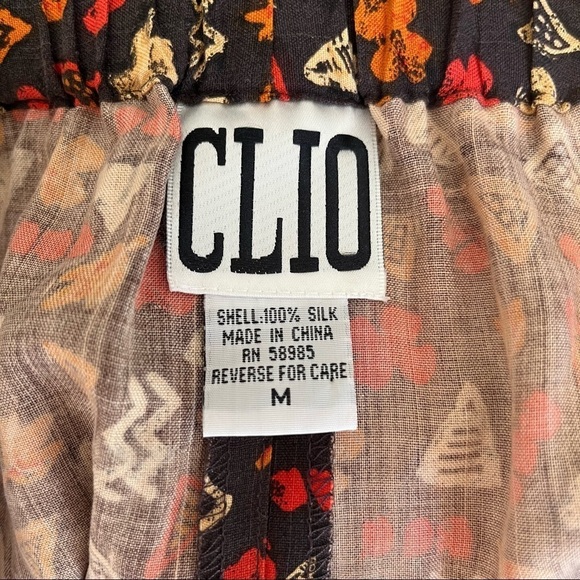 CLIO
SHELL:100% SILK
MADE IN CHINA
RN 58985
REVERSE FOR CARE
M